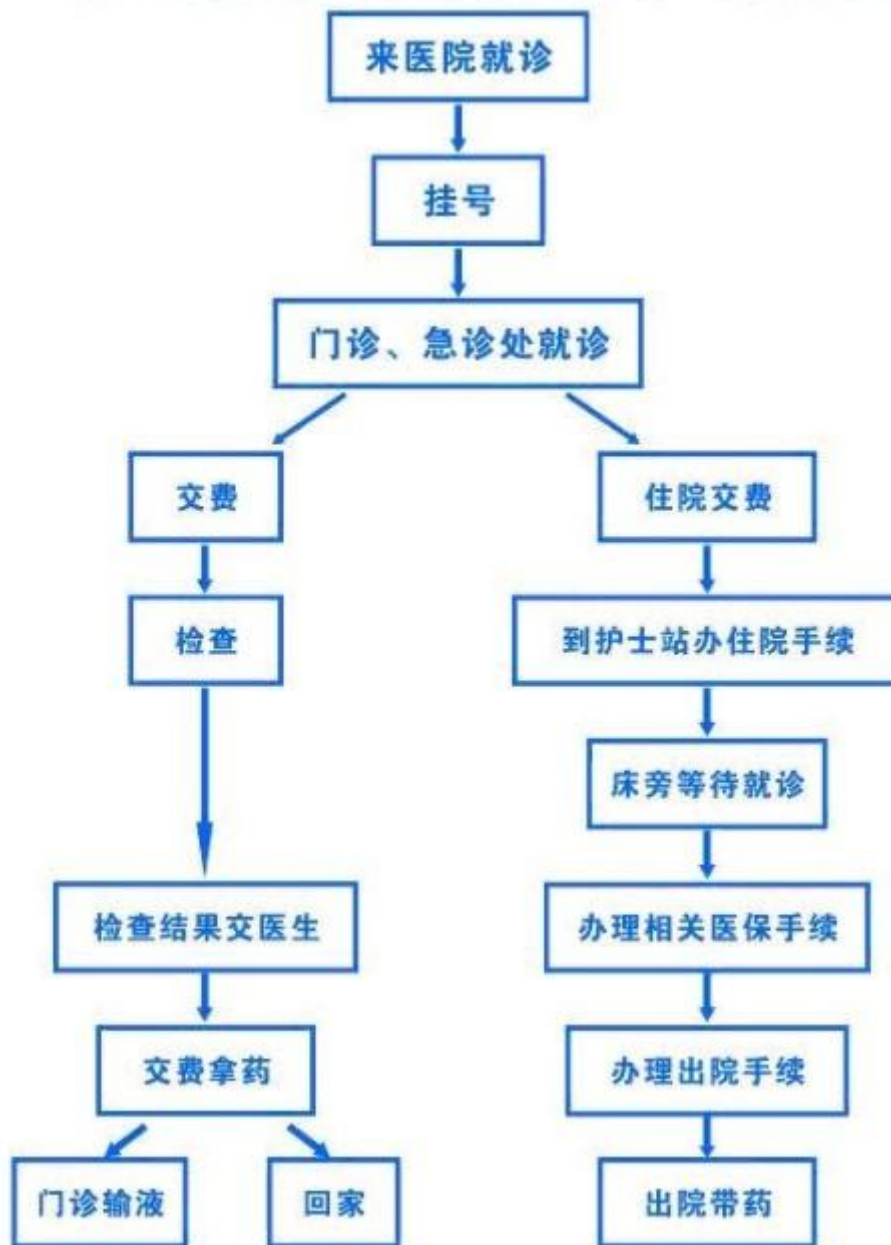 来医院就诊
挂号
门诊、急诊处就诊
交费
住院交费
检查
到护士站办住院手续
床旁等待就诊
检查结果交医生
办理相关医保手续
交费拿药
办理出院手续
门诊输液
回家
出院带药